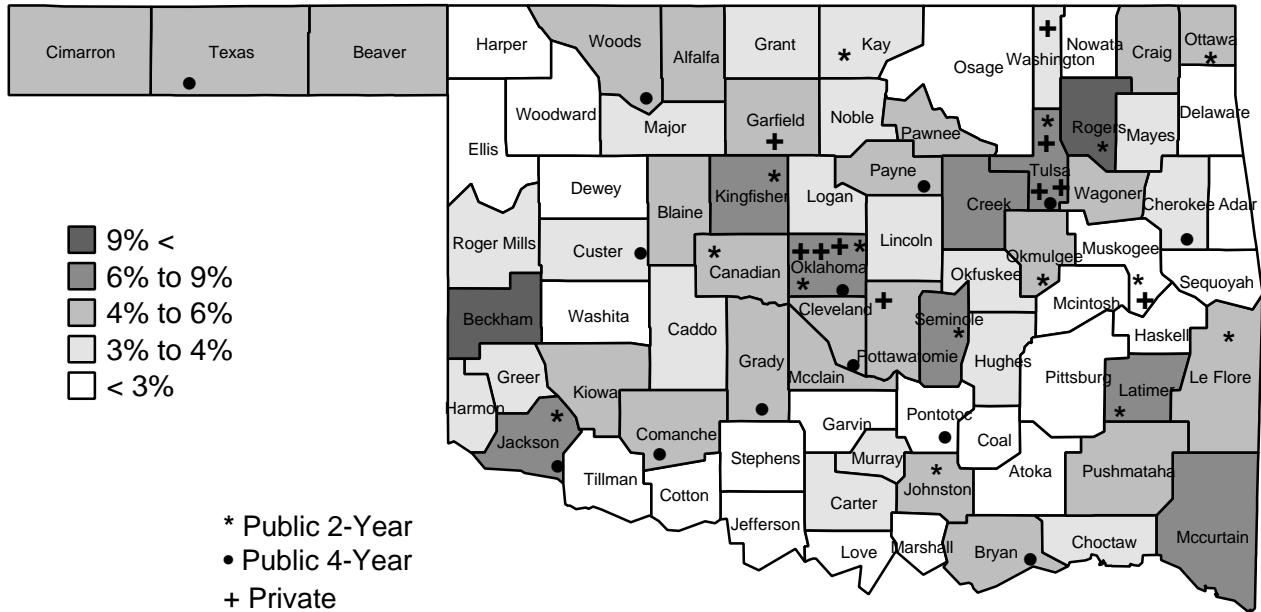 Cimarron Texas Beaver Harper Woods Alfalfa Grant Kay Osage Washington Nowata Craig Ottawa
Woodward Major Garfield Noble Pawnee Rogers Mayes Delaware
Ellis Dewey Blaine Kingfisher Logan Payne Creek Tulsa Wagoner Cherokee Adair
Roger Mills Custer Canadian Oklahoma Lincoln Okfuskee Okmulgee Muskogee Sequoyah
Beckham Washita Caddo Grady Cleveland Pottawatomie Seminole Hughes Mcintosh Haskell
Harmon Greer Kiowa Mcclain Pittsburg Latimer Le Flore
Jackson Comanche Garvin Pontotoc Coal
Tillman Cotton Stephens Murray Johnston Atoka Pushmataha
Jefferson Carter Love Marshall Bryan Choctaw Mccurtain
9% <
6% to 9%
4% to 6%
3% to 4%
< 3%
* Public 2-Year
• Public 4-Year
+ Private